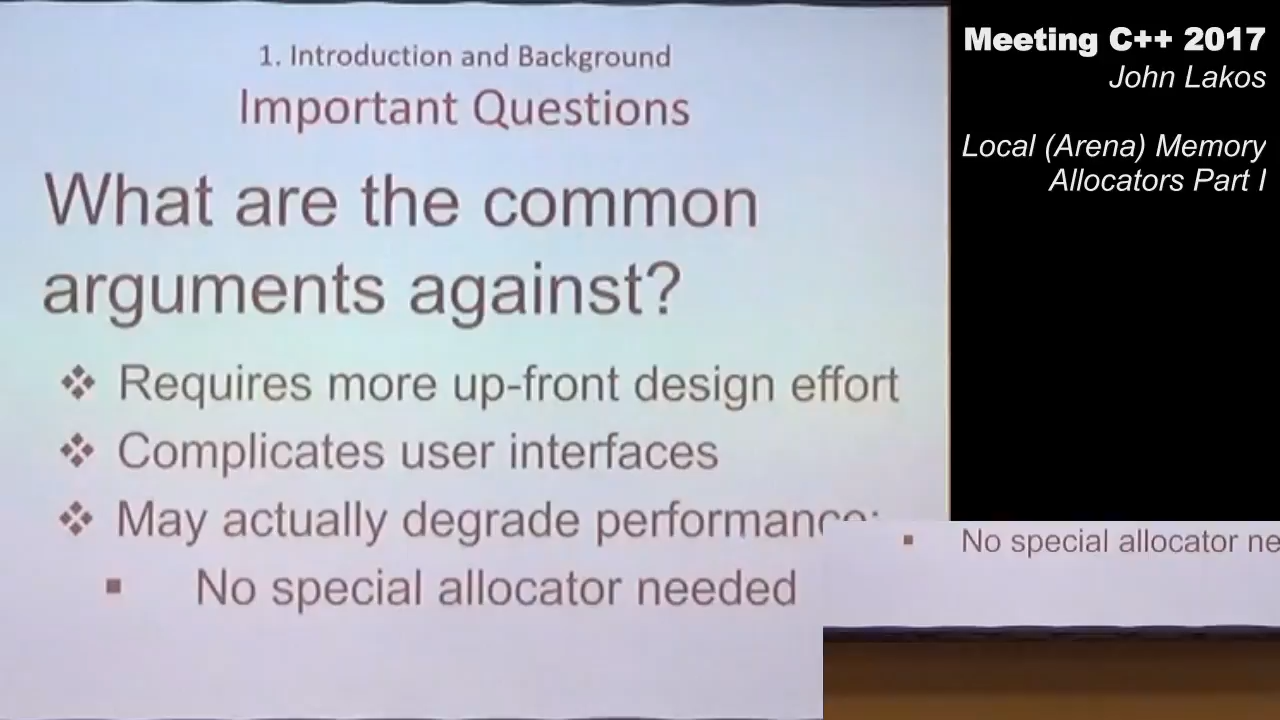 1. Introduction and Background
Important Questions
What are the common
arguments against?
❖ Requires more up-front design effort
❖ Complicates user interfaces
❖ May actually degrade performance:
▪ No special allocator needed
Meeting C++ 2017
John Lakos
Local (Arena) Memory
Allocators Part I
▪ No special allocator ne